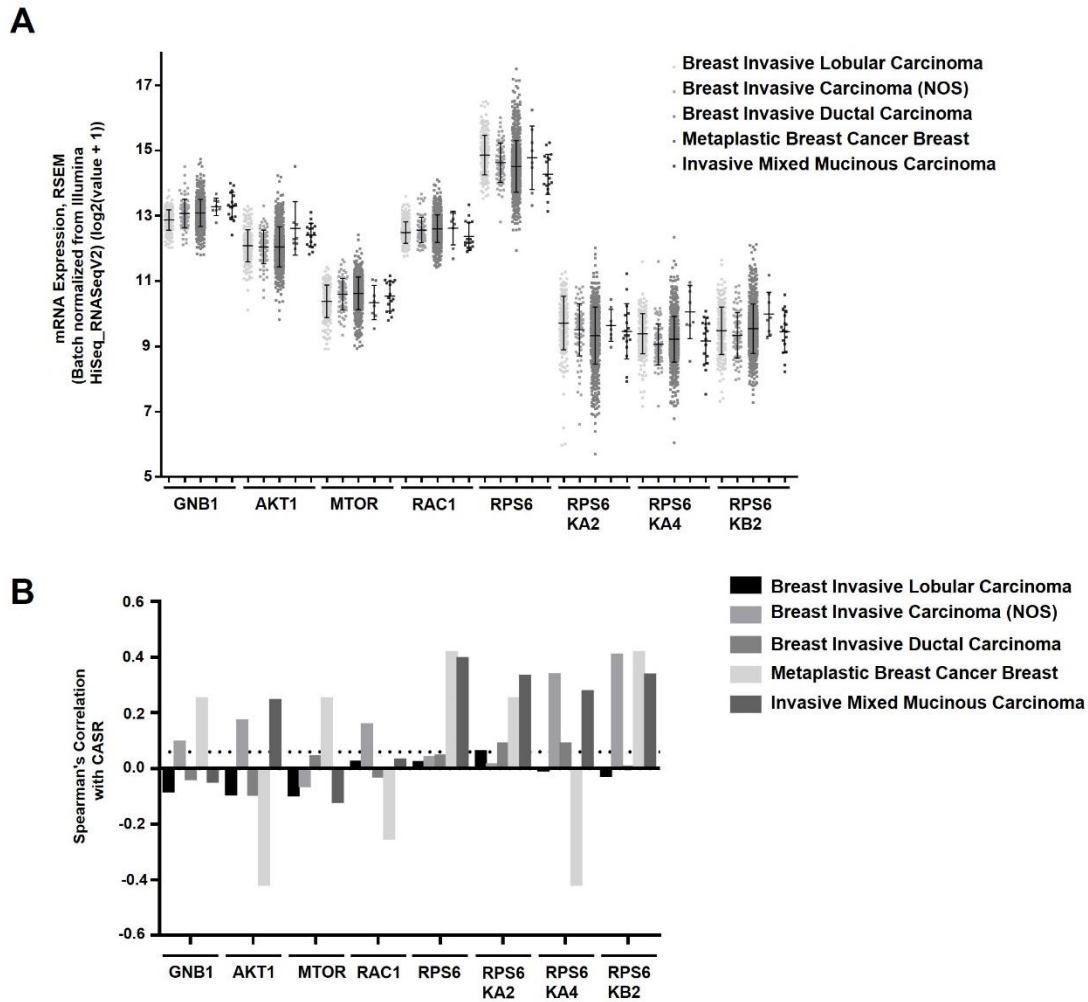 A
mRNA Expression, RSEM
(Batch normalized from Illumina
HiSeq_RNASeqV2) (log2(value + 1))
17
15
13
11
9
7
5
Breast Invasive Lobular Carcinoma
Breast Invasive Carcinoma (NOS)
Breast Invasive Ductal Carcinoma
Metaplastic Breast Cancer Breast
Invasive Mixed Mucinous Carcinoma
GNB1 AKT1 MTOR RAC1 RPS6 RPS6 RPS6 RPS6
KA2 KA4 KB2
B
Spearman's Correlation
with CASR
0.6
0.4
0.2
0.0
-0.2
-0.4
-0.6
Breast Invasive Lobular Carcinoma
Breast Invasive Carcinoma (NOS)
Breast Invasive Ductal Carcinoma
Metaplastic Breast Cancer Breast
Invasive Mixed Mucinous Carcinoma
GNB1 AKT1 MTOR RAC1 RPS6 RPS6 RPS6 RPS6
KA2 KA4 KB2